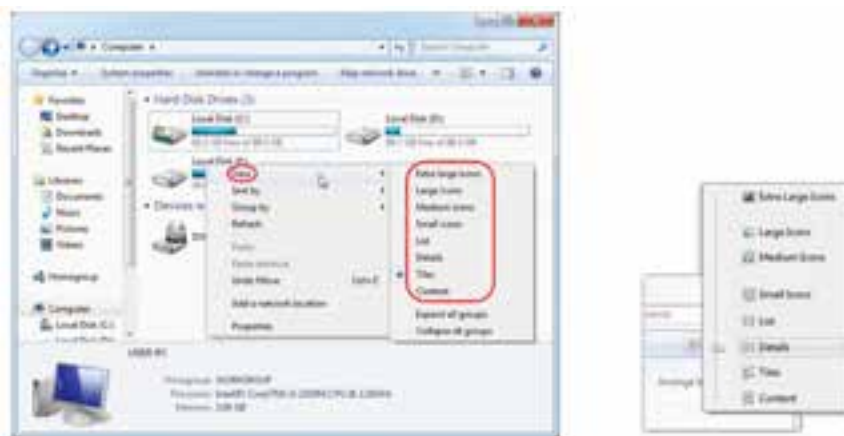 Computer
Organize
System properties
Uninstall or change a program
Map network drive
Favorites
Desktop
Downloads
Recent Places
Libraries
Documents
Music
Pictures
Videos
Homegroup
Computer
Local Disk (C:)
Hard Disk Drives (3)
Local Disk (C:)
Local Disk (D:)
View
Sort by
Group by
Refresh
Paste
Paste shortcut
Undo Move
Add a network location
Properties
Extra large icons
Large icons
Medium icons
Small icons
List
Details
Tiles
Content
Expand all groups
Collapse all groups
USER-PC
Workgroup: WORKGROUP
Extra Large Icons
Large Icons
Medium Icons
Small Icons
List
Details
Tiles
Content